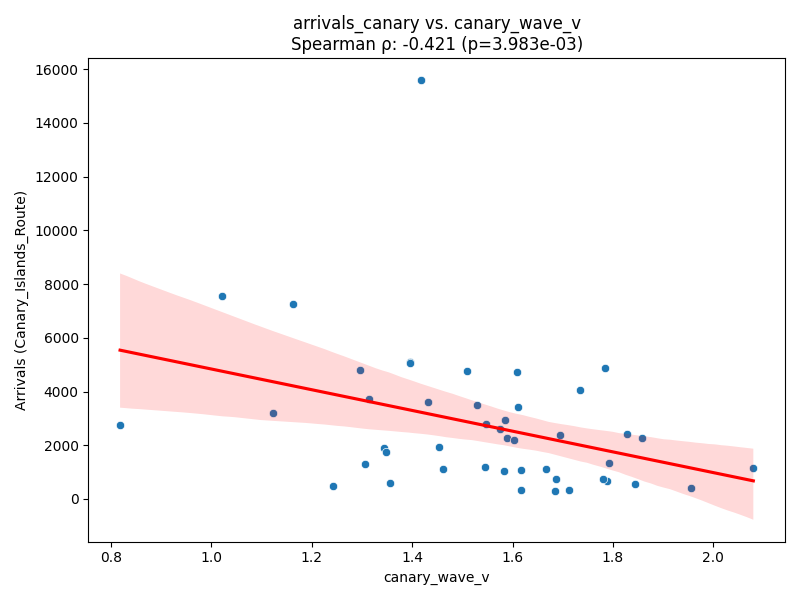 arrivals_canary vs. canary_wave_v
Spearman ρ: -0.421 (p=3.983e-03)
16000
14000
12000
10000
8000
6000
4000
2000
0
Arrivals (Canary_Islands_Route)
0.8 1.0 1.2 1.4 1.6 1.8 2.0
canary_wave_v